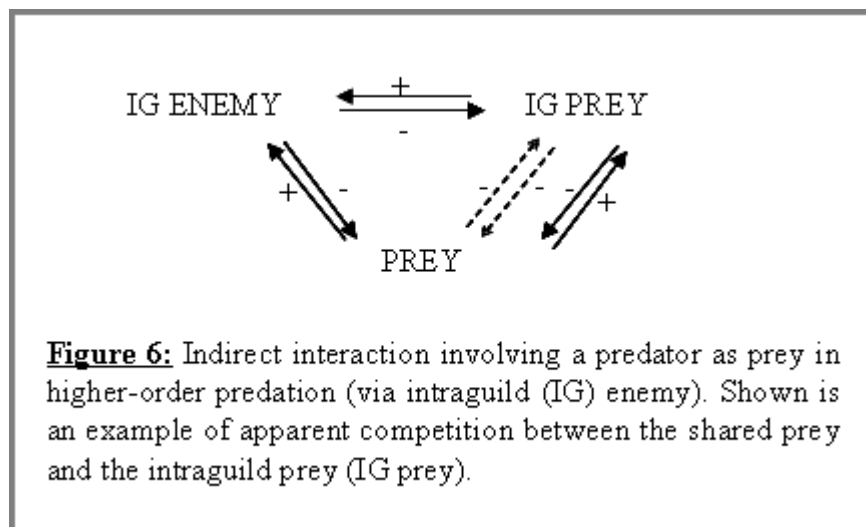 +
IG ENEMY IG PREY
-
+ - - - - +
PREY
Figure 6: Indirect interaction involving a predator as prey in
higher-order predation (via intraguild (IG) enemy). Shown is
an example of apparent competition between the shared prey
and the intraguild prey (IG prey).